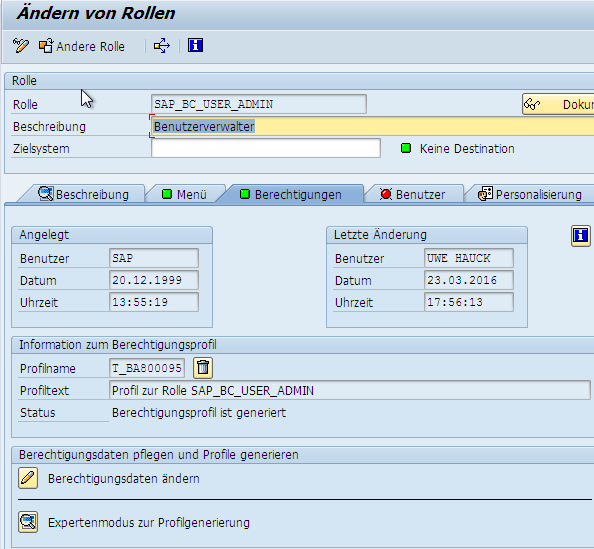 Ändern von Rollen
Andere Rolle
Rolle
Rolle SAP_BC_USER_ADMIN Doku
Beschreibung Benutzerverwalter
Zielsystem Keine Destination
Beschreibung Menü Berechtigungen Benutzer Personalisierung
Angelegt Letzte Änderung
Benutzer SAP Benutzer UWE HAUCK
Datum 20.12.1999 Datum 23.03.2016
Uhrzeit 13:55:19 Uhrzeit 17:56:13
Information zum Berechtigungsprofil
Profilname T_BA800095
Profiltext Profil zur Rolle SAP_BC_USER_ADMIN
Status Berechtigungsprofil ist generiert
Berechtigungsdaten pflegen und Profile generieren
Berechtigungsdaten ändern
Expertenmodus zur Profilgenerierung